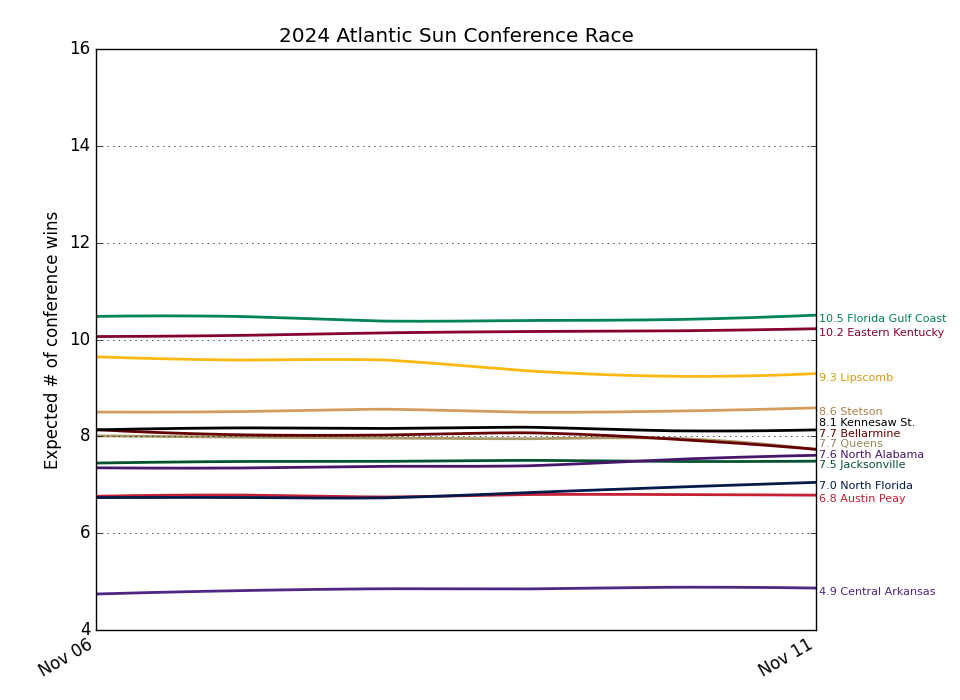 2024 Atlantic Sun Conference Race
Expected # of conference wins
16
14
12
10
8
6
4
Nov 06
Nov 11
10.5 Florida Gulf Coast
10.2 Eastern Kentucky
9.3 Lipscomb
8.6 Stetson
8.1 Kennesaw St.
7.7 Bellarmine
7.7 Queens
7.6 North Alabama
7.5 Jacksonville
7.0 North Florida
6.8 Austin Peay
4.9 Central Arkansas